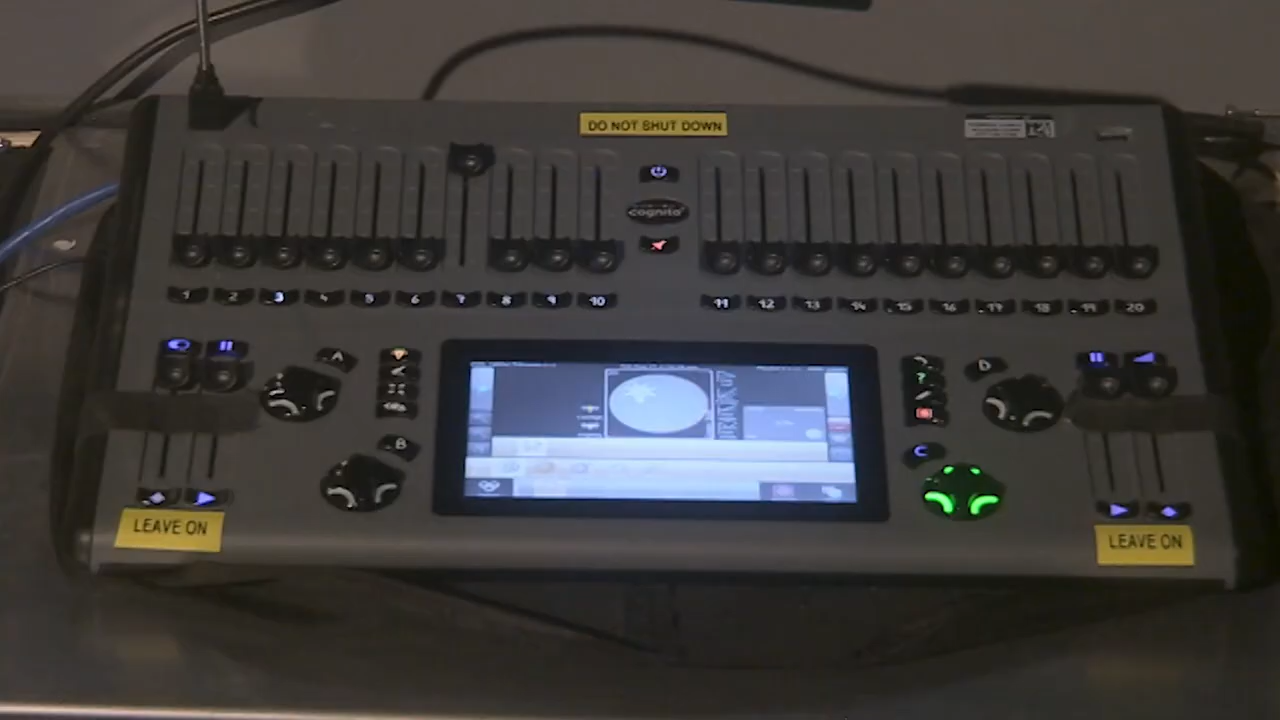 DO NOT SHUT DOWN
cognito
1 2 3 4 5 6 7 8 9 10 11 12 13 14 15 16 17 18 19 20
A
D
?
B
C
LEAVE ON
LEAVE ON